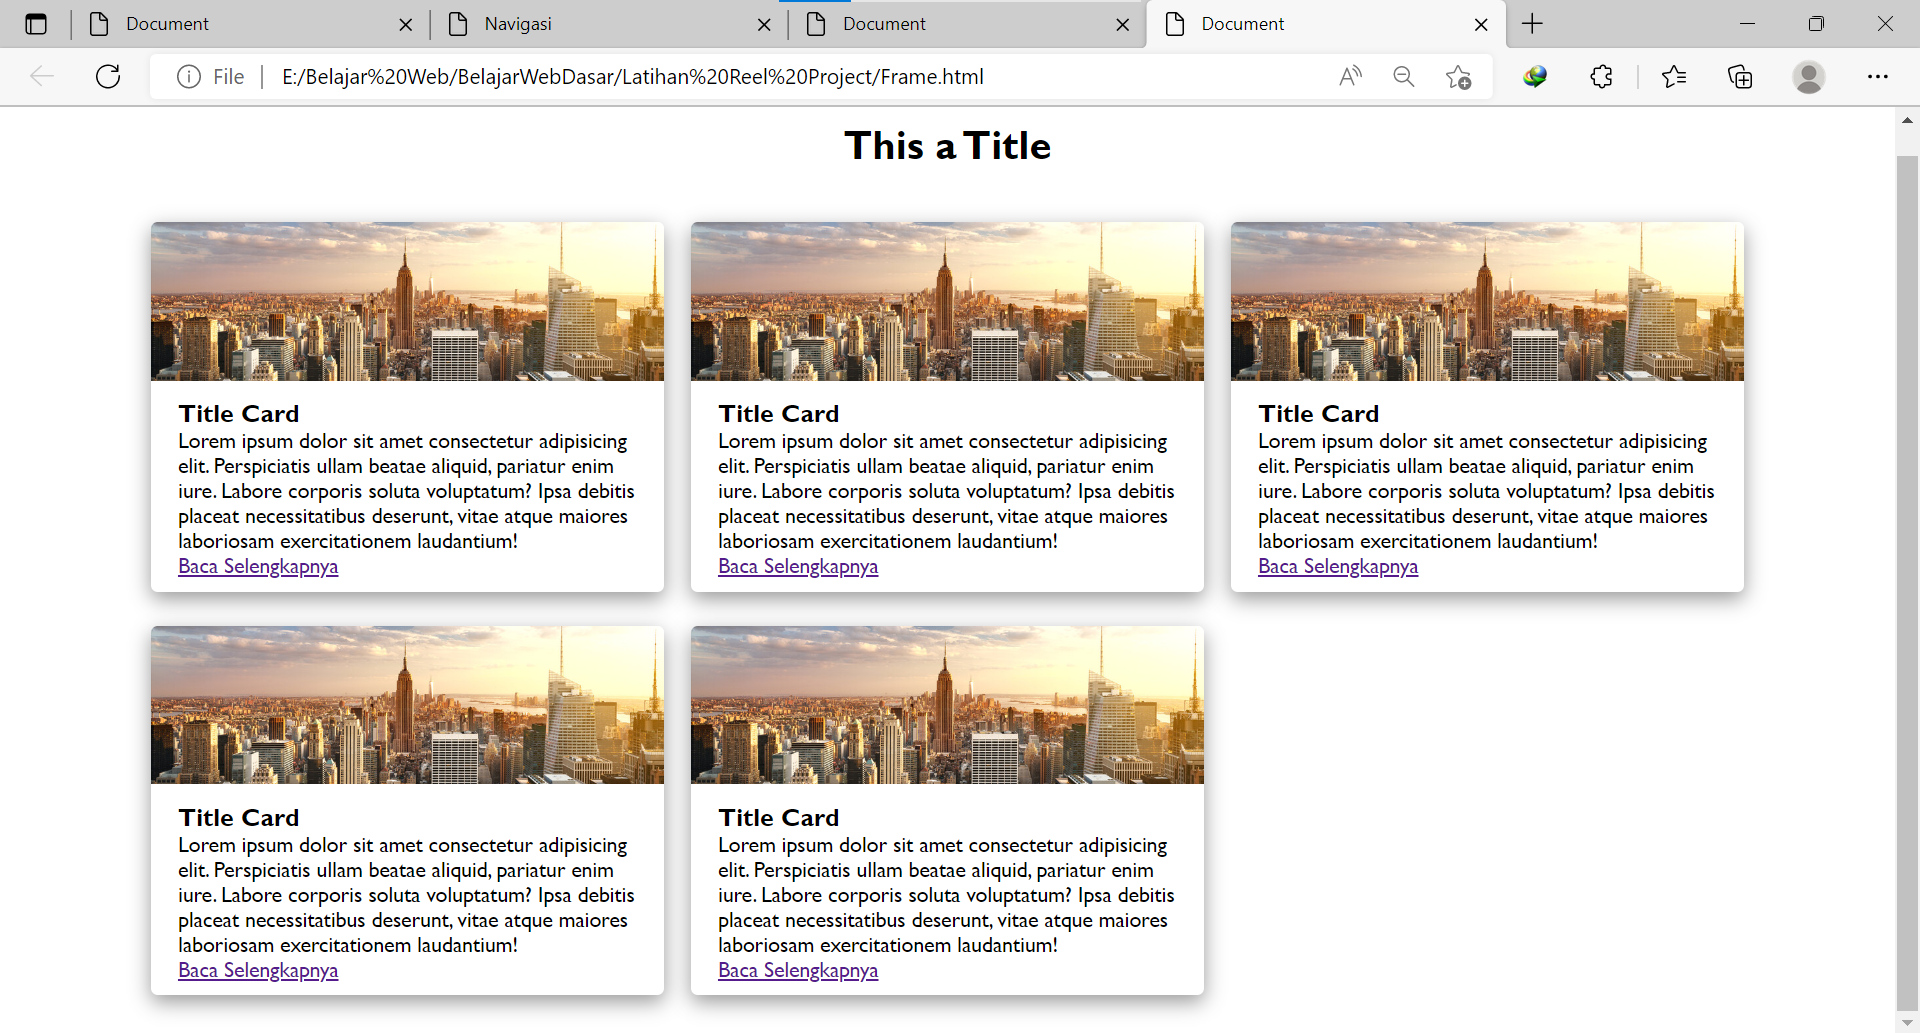 Document
Navigasi
Document
Document
File
E:/Belajar%20Web/BelajarWebDasar/Latihan%20Reel%20Project/Frame.html
This a Title
Title Card
Lorem ipsum dolor sit amet consectetur adipisicing
elit. Perspiciatis ullam beatae aliquid, pariatur enim
iure. Labore corporis soluta voluptatum? Ipsa debitis
placeat necessitatibus deserunt, vitae atque maiores
laboriosam exercitationem laudantium!
Baca Selengkapnya
Title Card
Lorem ipsum dolor sit amet consectetur adipisicing
elit. Perspiciatis ullam beatae aliquid, pariatur enim
iure. Labore corporis soluta voluptatum? Ipsa debitis
placeat necessitatibus deserunt, vitae atque maiores
laboriosam exercitationem laudantium!
Baca Selengkapnya
Title Card
Lorem ipsum dolor sit amet consectetur adipisicing
elit. Perspiciatis ullam beatae aliquid, pariatur enim
iure. Labore corporis soluta voluptatum? Ipsa debitis
placeat necessitatibus deserunt, vitae atque maiores
laboriosam exercitationem laudantium!
Baca Selengkapnya
Title Card
Lorem ipsum dolor sit amet consectetur adipisicing
elit. Perspiciatis ullam beatae aliquid, pariatur enim
iure. Labore corporis soluta voluptatum? Ipsa debitis
placeat necessitatibus deserunt, vitae atque maiores
laboriosam exercitationem laudantium!
Baca Selengkapnya
Title Card
Lorem ipsum dolor sit amet consectetur adipisicing
elit. Perspiciatis ullam beatae aliquid, pariatur enim
iure. Labore corporis soluta voluptatum? Ipsa debitis
placeat necessitatibus deserunt, vitae atque maiores
laboriosam exercitationem laudantium!
Baca Selengkapnya